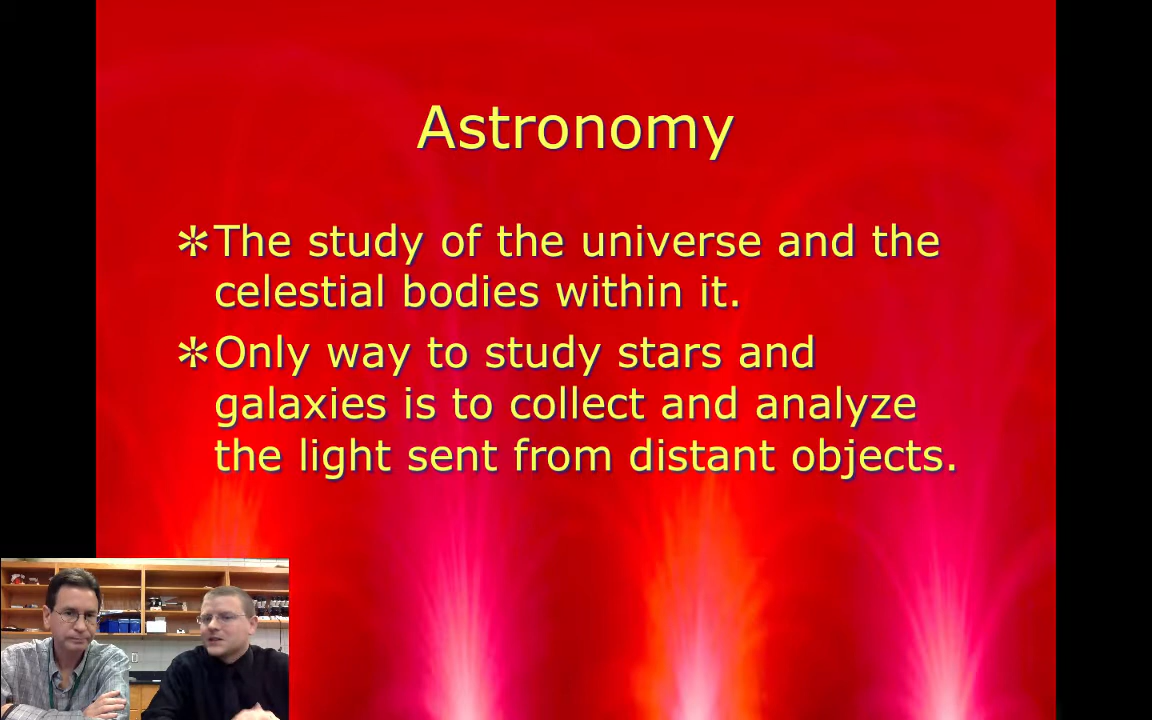 Astronomy
✻The study of the universe and the
celestial bodies within it.
✻Only way to study stars and
galaxies is to collect and analyze
the light sent from distant objects.